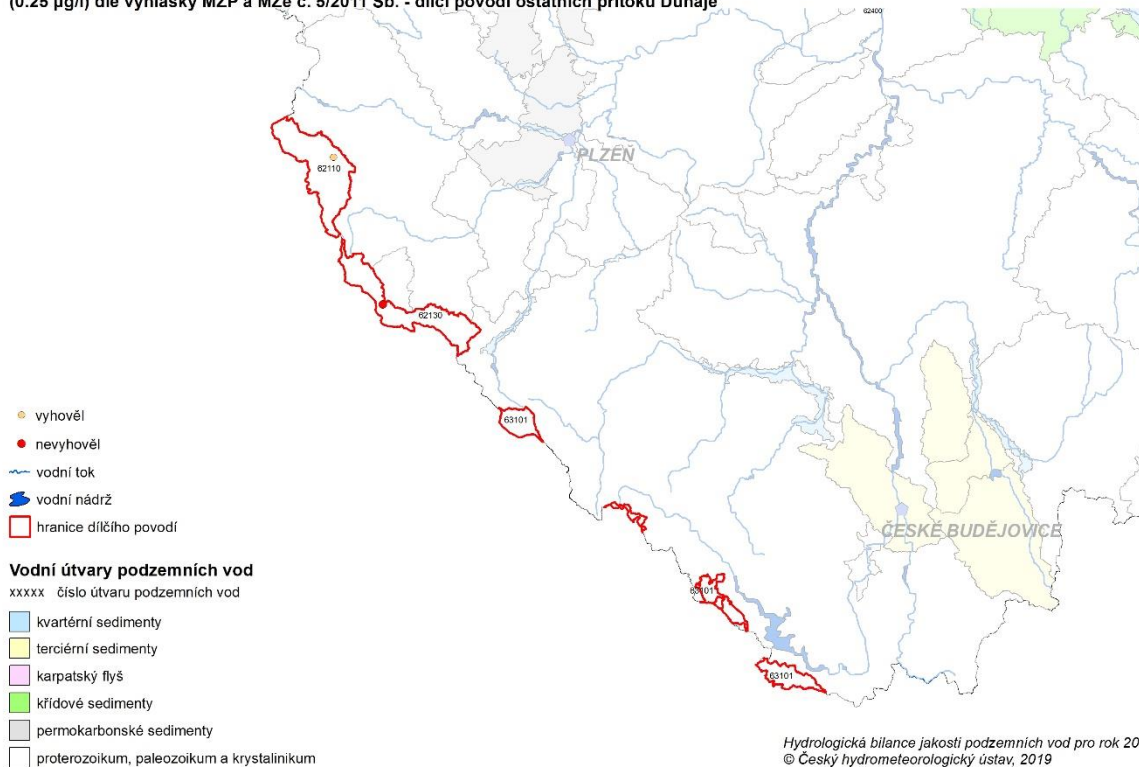 (0.25 µg/l) dle vyhlášky MŽP a MZe č. 5/2011 Sb. - dílčí povodí ostatních přítoků Dunaje
62400
PLZEŇ
62110
62130
63101
ČESKÉ BUDĚJOVICE
63101
63101
vyhověl
nevyhověl
vodní tok
vodní nádrž
hranice dílčího povodí
Vodní útvary podzemních vod
xxxxx číslo útvaru podzemních vod
kvartérní sedimenty
terciérní sedimenty
karpatský flyš
křídové sedimenty
permokarbonské sedimenty
proterozoikum, paleozoikum a krystalinikum
Hydrologická bilance jakosti podzemních vod pro rok 20
© Český hydrometeorologický ústav, 2019